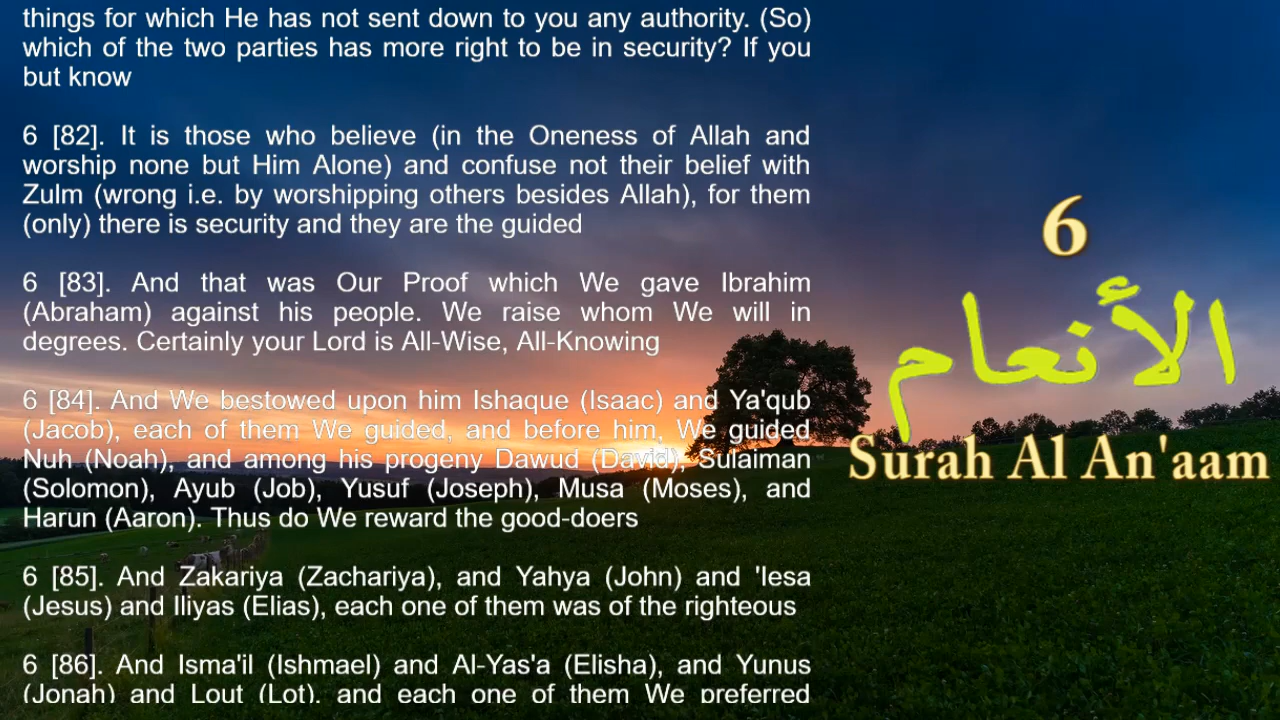 things for which He has not sent down to you any authority. (So)
which of the two parties has more right to be in security? If you
but know
6 [82]. It is those who believe (in the Oneness of Allah and
worship none but Him Alone) and confuse not their belief with
Zulm (wrong i.e. by worshipping others besides Allah), for them
(only) there is security and they are the guided
6 [83]. And that was Our Proof which We gave Ibrahim
(Abraham) against his people. We raise whom We will in
degrees. Certainly your Lord is All-Wise, All-Knowing
6 [84]. And We bestowed upon him Ishaque (Isaac) and Ya'qub
(Jacob), each of them We guided, and before him, We guided
Nuh (Noah), and among his progeny Dawud (David), Sulaiman
(Solomon), Ayub (Job), Yusuf (Joseph), Musa (Moses), and
Harun (Aaron). Thus do We reward the good-doers
6 [85]. And Zakariya (Zachariya), and Yahya (John) and 'Iesa
(Jesus) and Iliyas (Elias), each one of them was of the righteous
6 [86]. And Isma'il (Ishmael) and Al-Yas'a (Elisha), and Yunus
(Jonah) and Lout (Lot), and each one of them We preferred
6
الأنعام
Surah Al An'aam